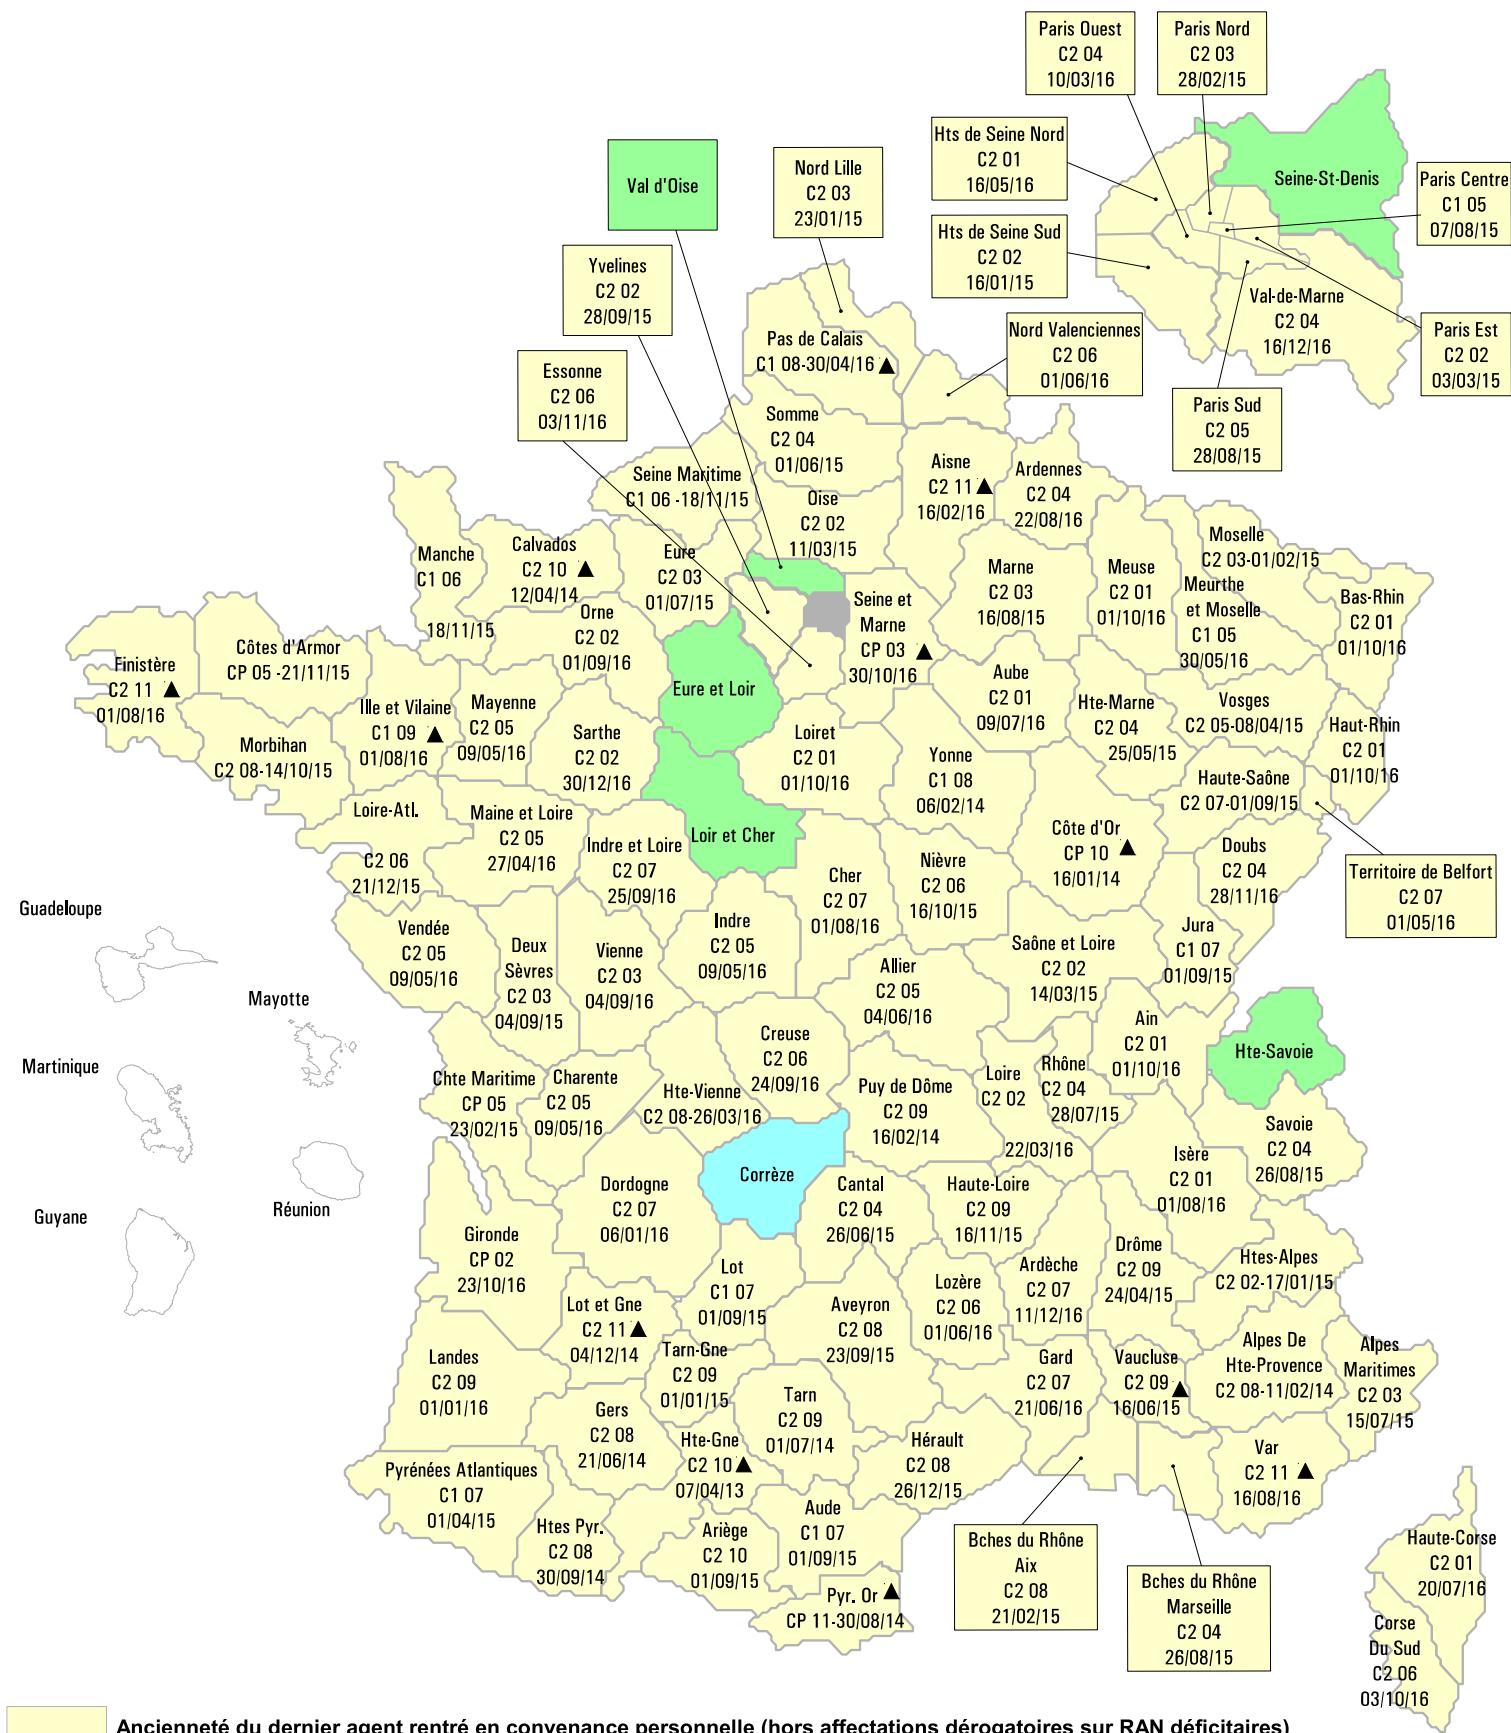 Paris Ouest
C2 04
10/03/16
Paris Nord
C2 03
28/02/15
Hts de Seine Nord
C2 01
16/05/16
Seine-St-Denis
Paris Centre
C1 05
07/08/15
Hts de Seine Sud
C2 02
16/01/15
Val-de-Marne
C2 04
16/12/16
Paris Est
C2 02
03/03/15
Paris Sud
C2 05
28/08/15
Val d'Oise
Nord Lille
C2 03
23/01/15
Yvelines
C2 02
28/09/15
Essonne
C2 06
03/11/16
Nord Valenciennes
C2 06
01/06/16
Pas de Calais
C1 08-30/04/16
Somme
C2 04
01/06/15
Seine Maritime
C1 06 -18/11/15
Oise
C2 02
11/03/15
Aisne
C2 11
16/02/16
Ardennes
C2 04
22/08/16
Manche
C1 06
18/11/15
Calvados
C2 10
12/04/14
Eure
C2 03
01/07/15
Orne
C2 02
01/09/16
Seine et
Marne
CP 03
30/10/16
Marne
C2 03
16/08/15
Meuse
C2 01
01/10/16
Moselle
C2 03-01/02/15
Meurthe
et Moselle
C1 05
30/05/16
Bas-Rhin
C2 01
01/10/16
Finistère
C2 11
01/08/16
Côtes d'Armor
CP 05 -21/11/15
Ille et Vilaine
C1 09
01/08/16
Morbihan
C2 08-14/10/15
Mayenne
C2 05
09/05/16
Sarthe
C2 02
30/12/16
Eure et Loir
Loiret
C2 01
01/10/16
Aube
C2 01
09/07/16
Yonne
C1 08
06/02/14
Hte-Marne
C2 04
25/05/15
Vosges
C2 05-08/04/15
Haut-Rhin
C2 01
01/10/16
Haute-Saône
C2 07-01/09/15
Loire-Atl.
C2 06
21/12/15
Maine et Loire
C2 05
27/04/16
Indre et Loire
C2 07
25/09/16
Loir et Cher
Cher
C2 07
01/08/16
Nièvre
C2 06
16/10/15
Côte d'Or
CP 10
16/01/14
Doubs
C2 04
28/11/16
Territoire de Belfort
C2 07
01/05/16
Guadeloupe
Mayotte
Martinique
Réunion
Guyane
Vendée
C2 05
09/05/16
Deux
Sèvres
C2 03
04/09/15
Vienne
C2 03
04/09/16
Indre
C2 05
09/05/16
Allier
C2 05
04/06/16
Saône et Loire
C2 02
14/03/15
Jura
C1 07
01/09/15
Ain
C2 01
01/10/16
Hte-Savoie
Chte Maritime
CP 05
23/02/15
Charente
C2 05
09/05/16
Hte-Vienne
C2 08-26/03/16
Creuse
C2 06
24/09/16
Puy de Dôme
C2 09
16/02/14
Loire
C2 02
22/03/16
Rhône
C2 04
28/07/15
Savoie
C2 04
26/08/15
Isère
C2 01
01/08/16
Corrèze
Gironde
CP 02
23/10/16
Dordogne
C2 07
06/01/16
Cantal
C2 04
26/06/15
Haute-Loire
C2 09
16/11/15
Ardèche
C2 07
11/12/16
Drôme
C2 09
24/04/15
Htes-Alpes
C2 02-17/01/15
Lot et Gne
C2 11
04/12/14
Lot
C1 07
01/09/15
Aveyron
C2 08
23/09/15
Lozère
C2 06
01/06/16
Gard
C2 07
21/06/16
Vaucluse
C2 09
16/06/15
Alpes De
Hte-Provence
C2 08-11/02/14
Alpes
Maritimes
C2 03
15/07/15
Landes
C2 09
01/01/16
Tarn-Gne
C2 09
01/01/15
Gers
C2 08
21/06/14
Hte-Gne
C2 10
07/04/13
Tarn
C2 09
01/07/14
Hérault
C2 08
26/12/15
Var
C2 11
16/08/16
Pyrénées Atlantiques
C1 07
01/04/15
Htes Pyr.
C2 08
30/09/14
Ariège
C2 10
01/09/15
Aude
C1 07
01/09/15
Pyr. Or
CP 11-30/08/14
Bches du Rhône
Aix
C2 08
21/02/15
Bches du Rhône
Marseille
C2 04
26/08/15
Haute-Corse
C2 01
20/07/16
Corse
Du Sud
C2 06
03/10/16
Ancienneté du dernier agent rentré en convenance personnelle (hors affectations dérogatoires sur RAN déficitaires)